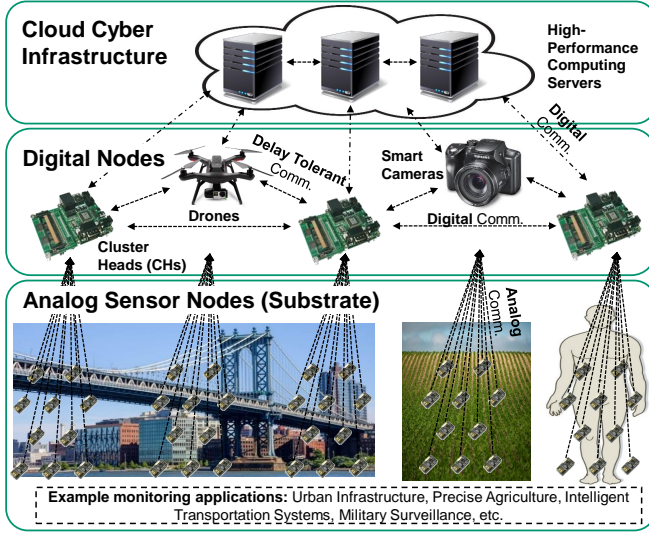 Cloud Cyber
Infrastructure
High-
Performance
Computing
Servers
Digital Nodes
Delay Tolerant
Comm.
Smart
Cameras
Digital
Comm.
Drones
Digital Comm.
Cluster
Heads (CHs)
Analog Sensor Nodes (Substrate)
Analog
Comm.
Example monitoring applications: Urban Infrastructure, Precise Agriculture, Intelligent
Transportation Systems, Military Surveillance, etc.